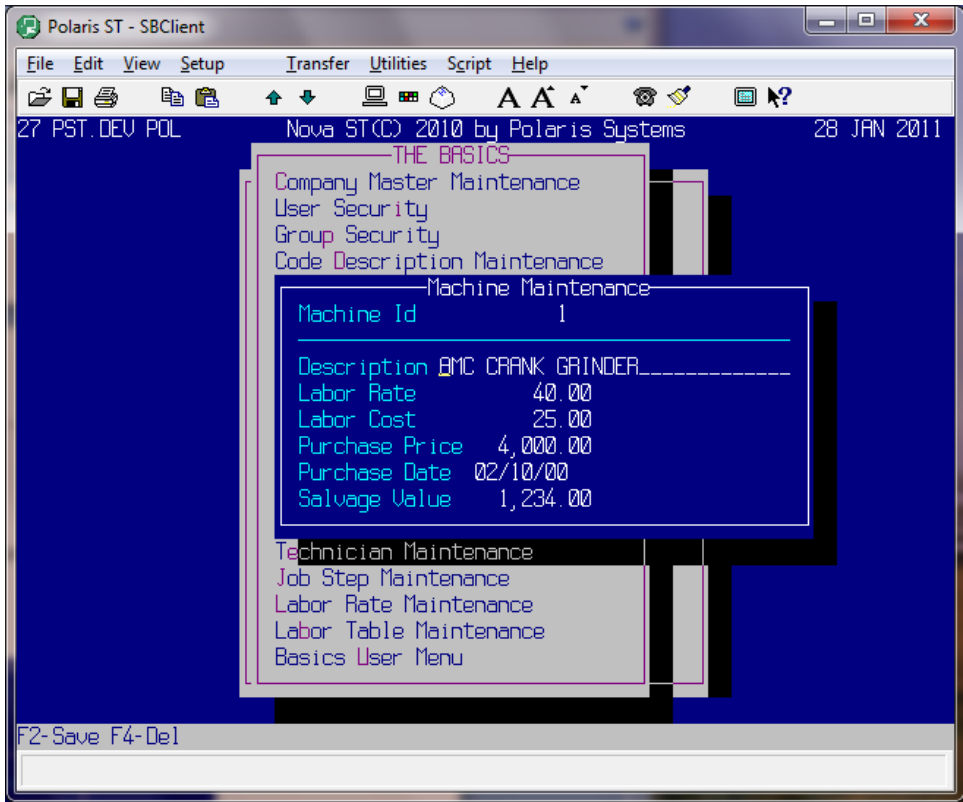 Polaris ST - SBClient
File Edit View Setup Transfer Utilities Script Help
A A A
27 PST.DEV POL Nova ST(C) 2010 by Polaris Systems 28 JAN 2011
THE BASICS
Company Master Maintenance
User Security
Group Security
Code Description Maintenance
Machine Maintenance
Machine Id 1
Description BMC CRANK GRINDER_____________
Labor Rate 40.00
Labor Cost 25.00
Purchase Price 4,000.00
Purchase Date 02/10/00
Salvage Value 1,234.00
Technician Maintenance
Job Step Maintenance
Labor Rate Maintenance
Labor Table Maintenance
Basics User Menu
F2-Save F4-Del